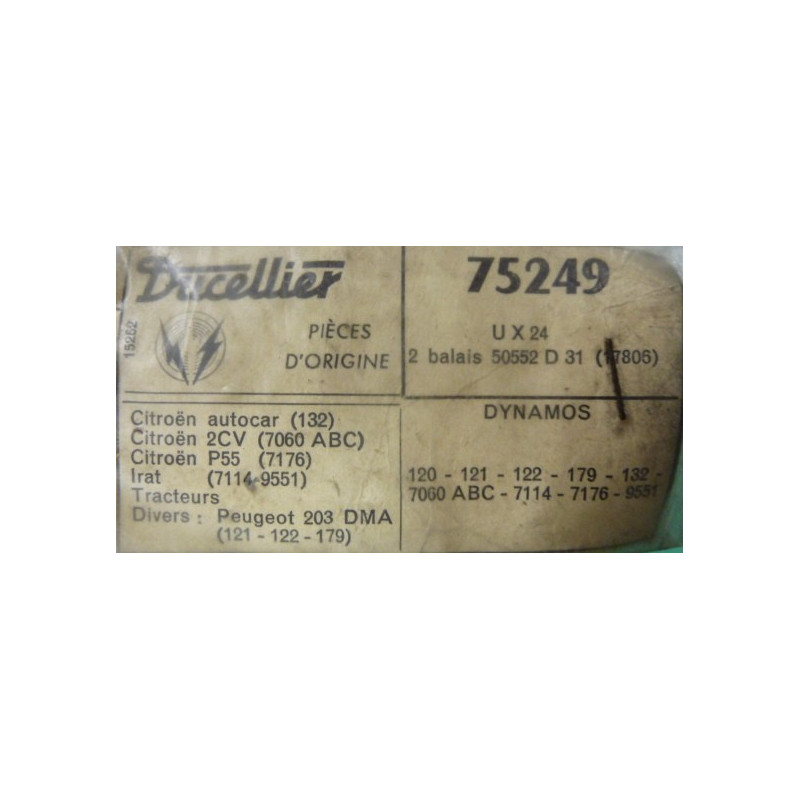 Ducellier
15252
PIÈCES
D'ORIGINE
75249
U X 24
2 balais 50552 D 31 (17806)
Citroën autocar (132)
Citroën 2CV (7060 ABC)
Citroën P55 (7176)
Irat (7114-9551)
Tracteurs
Divers : Peugeot 203 DMA
(121 - 122 - 179)
DYNAMOS
120 - 121 - 122 - 179 - 132 -
7060 ABC - 7114 - 7176 - 9551